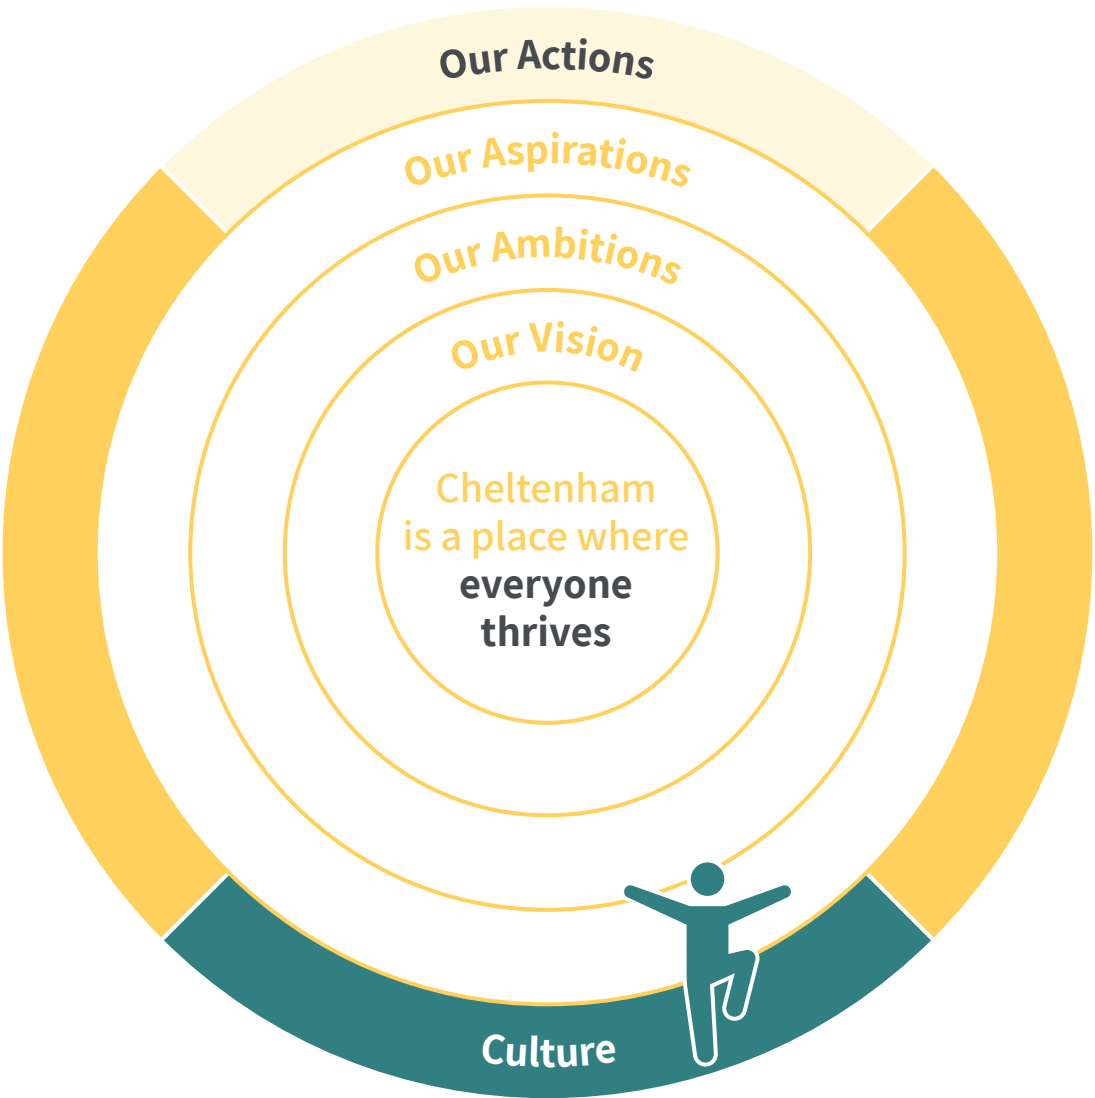 Our Actions
Our Aspirations
Our Ambitions
Our Vision
Cheltenham
is a place where
everyone
thrives
Culture